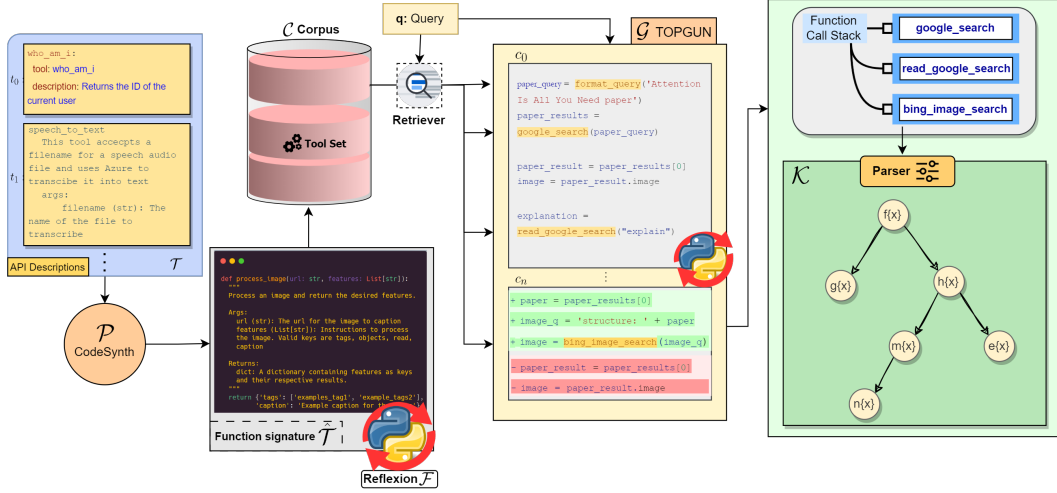 who_am_i:
tool: who_am_i
description: Returns the ID of the
current user
t0:
speech_to_text
This tool accecpts a
filename for a speech audio
file and uses Azure to
transcibe it into text
args:
filename (str): The
name of the file to
transcribe
t1:
API Descriptions
T
P
CodeSynth
C Corpus
Tool Set
def process_image(url: str, features: List[str]):
"""
Process an image and return the desired features.
Args:
url (str): The url for the image to caption
features (List[str]): Instructions to process
the image. Valid keys are tags, objects, read,
caption
Returns:
dict: A dictionary containing features as keys
and their respective results.
"""
return {'tags': ['examples_tag1', 'example_tags2'],
'caption': 'Example caption for th
Function signature T̂
Reflexion F
q: Query
Retriever
G TOPGUN
c0
paper_query = format_query('Attention
Is All You Need paper')
paper_results =
google_search(paper_query)
paper_result = paper_results[0]
image = paper_result.image
explanation =
read_google_search("explain")
cn
+ paper = paper_results[0]
+ image_q = 'structure: ' + paper
+ image = bing_image_search(image_q)
- paper_result = paper_results[0]
- image = paper_result.image
Function
Call Stack
google_search
read_google_search
bing_image_search
K
Parser
f{x}
g{x}
h{x}
m{x}
e{x}
n{x}